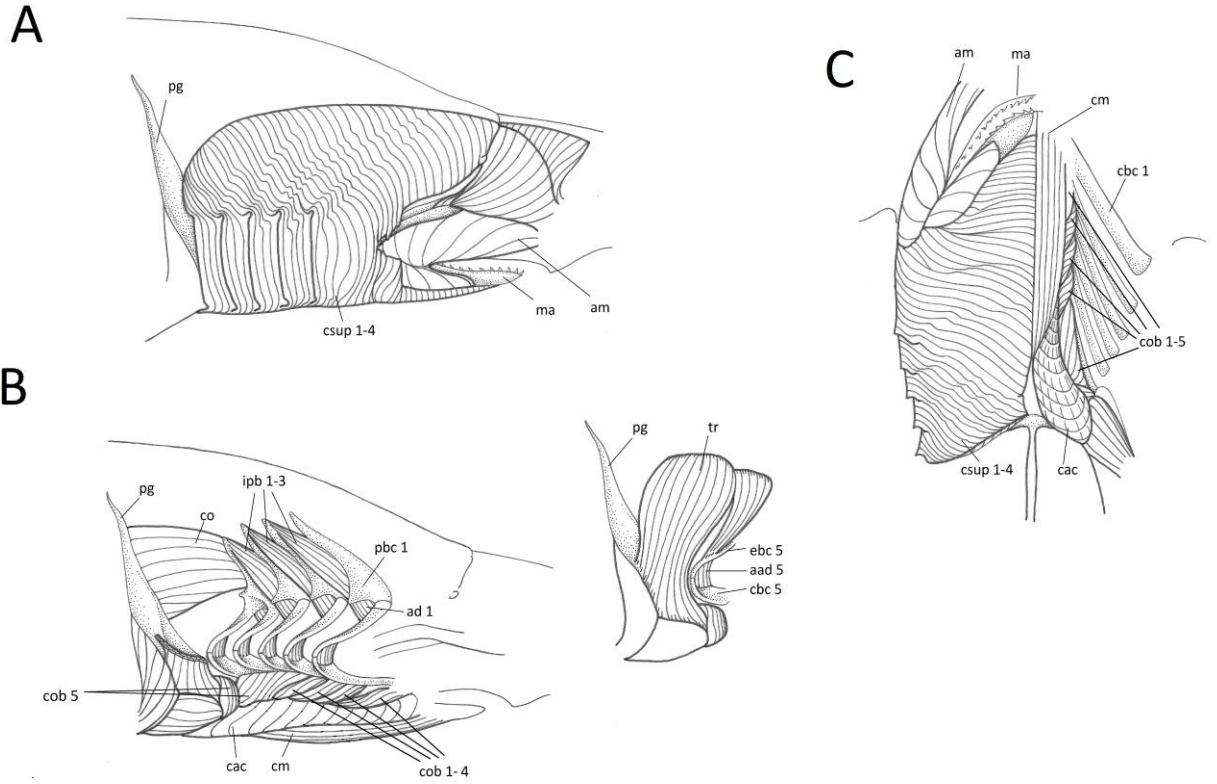 A
pg
csup 1-4
ma
am
B
pg
co
ipb 1-3
pbc 1
ad 1
cob 5
cac
cm
cob 1- 4
pg
tr
ebc 5
aad 5
cbc 5
C
am
ma
cm
cbc 1
cob 1-5
csup 1-4
cac